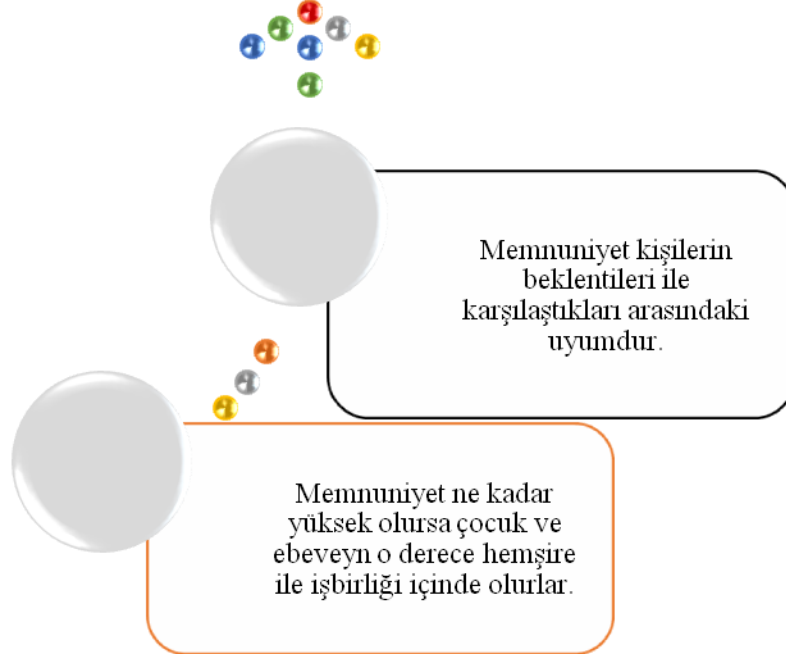 Memnuniyet kişilerin
beklentileri ile
karşılaştıkları arasındaki
uyumdur.
Memnuniyet ne kadar
yüksek olursa çocuk ve
ebeveyn o derece hemşire
ile işbirliği içinde olurlar.